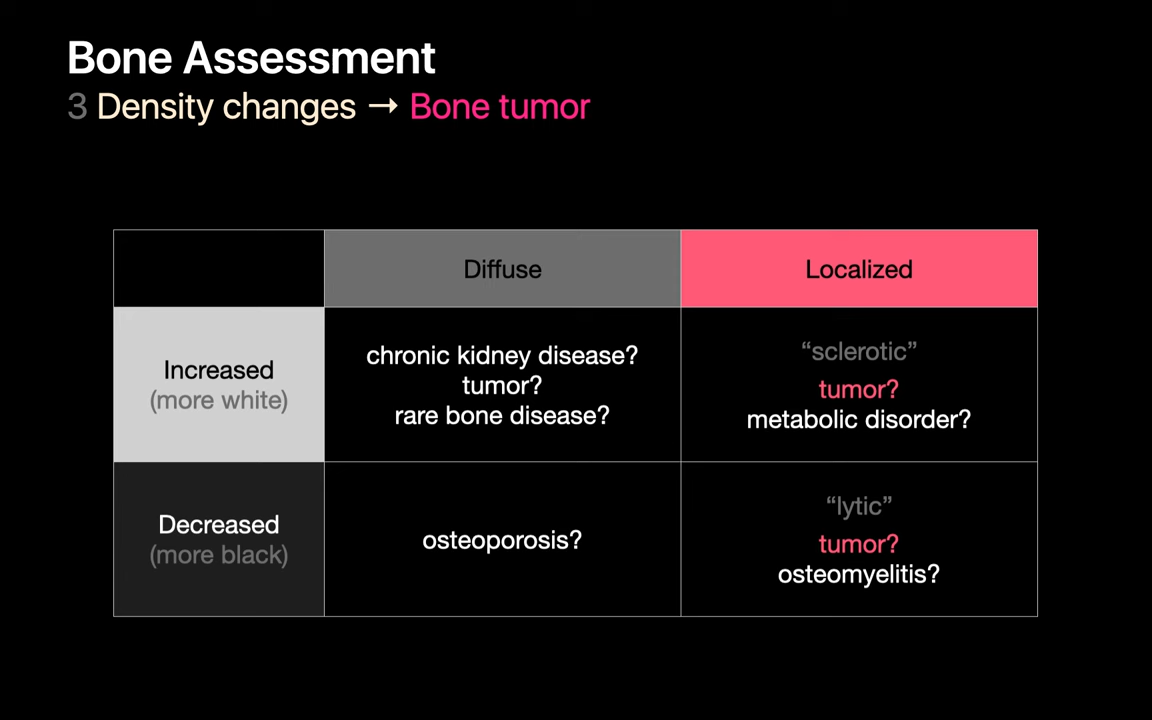 Bone Assessment
3 Density changes → Bone tumor
Diffuse
Localized
Increased
(more white)
chronic kidney disease?
tumor?
rare bone disease?
“sclerotic”
tumor?
metabolic disorder?
Decreased
(more black)
osteoporosis?
“lytic”
tumor?
osteomyelitis?